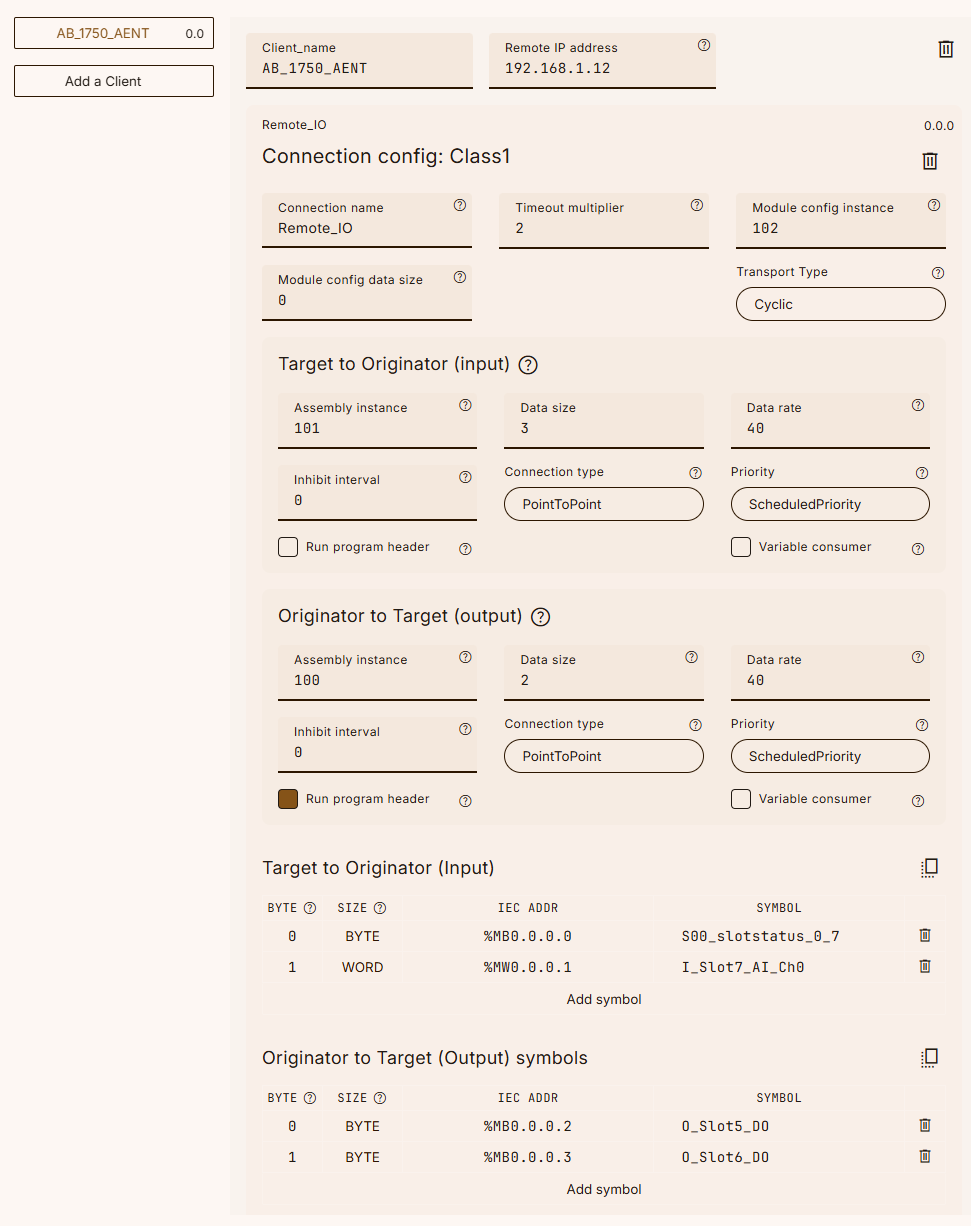 AB_1750_AENT 0.0
Add a Client
Client_name
AB_1750_AENT
Remote IP address
192.168.1.12
Remote_IO 0.0.0
Connection config: Class1
Connection name Timeout multiplier Module config instance
Remote_IO 2 102
Module config data size Transport Type
0 Cyclic
Target to Originator (input)
Assembly instance Data size Data rate
101 3 40
Inhibit interval Connection type Priority
0 PointToPoint ScheduledPriority
Run program header Variable consumer
Originator to Target (output)
Assembly instance Data size Data rate
100 2 40
Inhibit interval Connection type Priority
0 PointToPoint ScheduledPriority
Run program header Variable consumer
Target to Originator (Input)
BYTE SIZE IEC ADDR SYMBOL
0 BYTE %MB0.0.0.0 S00_slotstatus_0_7
1 WORD %MW0.0.0.1 I_Slot7_AI_Ch0
Add symbol
Originator to Target (Output) symbols
BYTE SIZE IEC ADDR SYMBOL
0 BYTE %MB0.0.0.2 O_Slot5_DO
1 BYTE %MB0.0.0.3 O_Slot6_DO
Add symbol